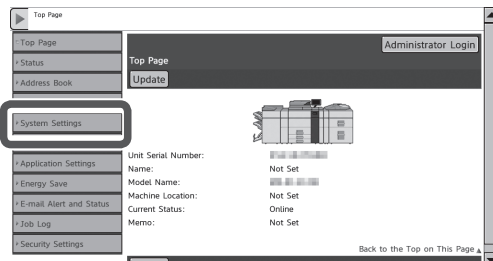 Top Page
Top Page
Status
Address Book
System Settings
Application Settings
Energy Save
E-mail Alert and Status
Job Log
Security Settings
Administrator Login
Top Page
Update
Unit Serial Number:
Name: Not Set
Model Name:
Machine Location: Not Set
Current Status: Online
Memo: Not Set
Back to the Top on This Page